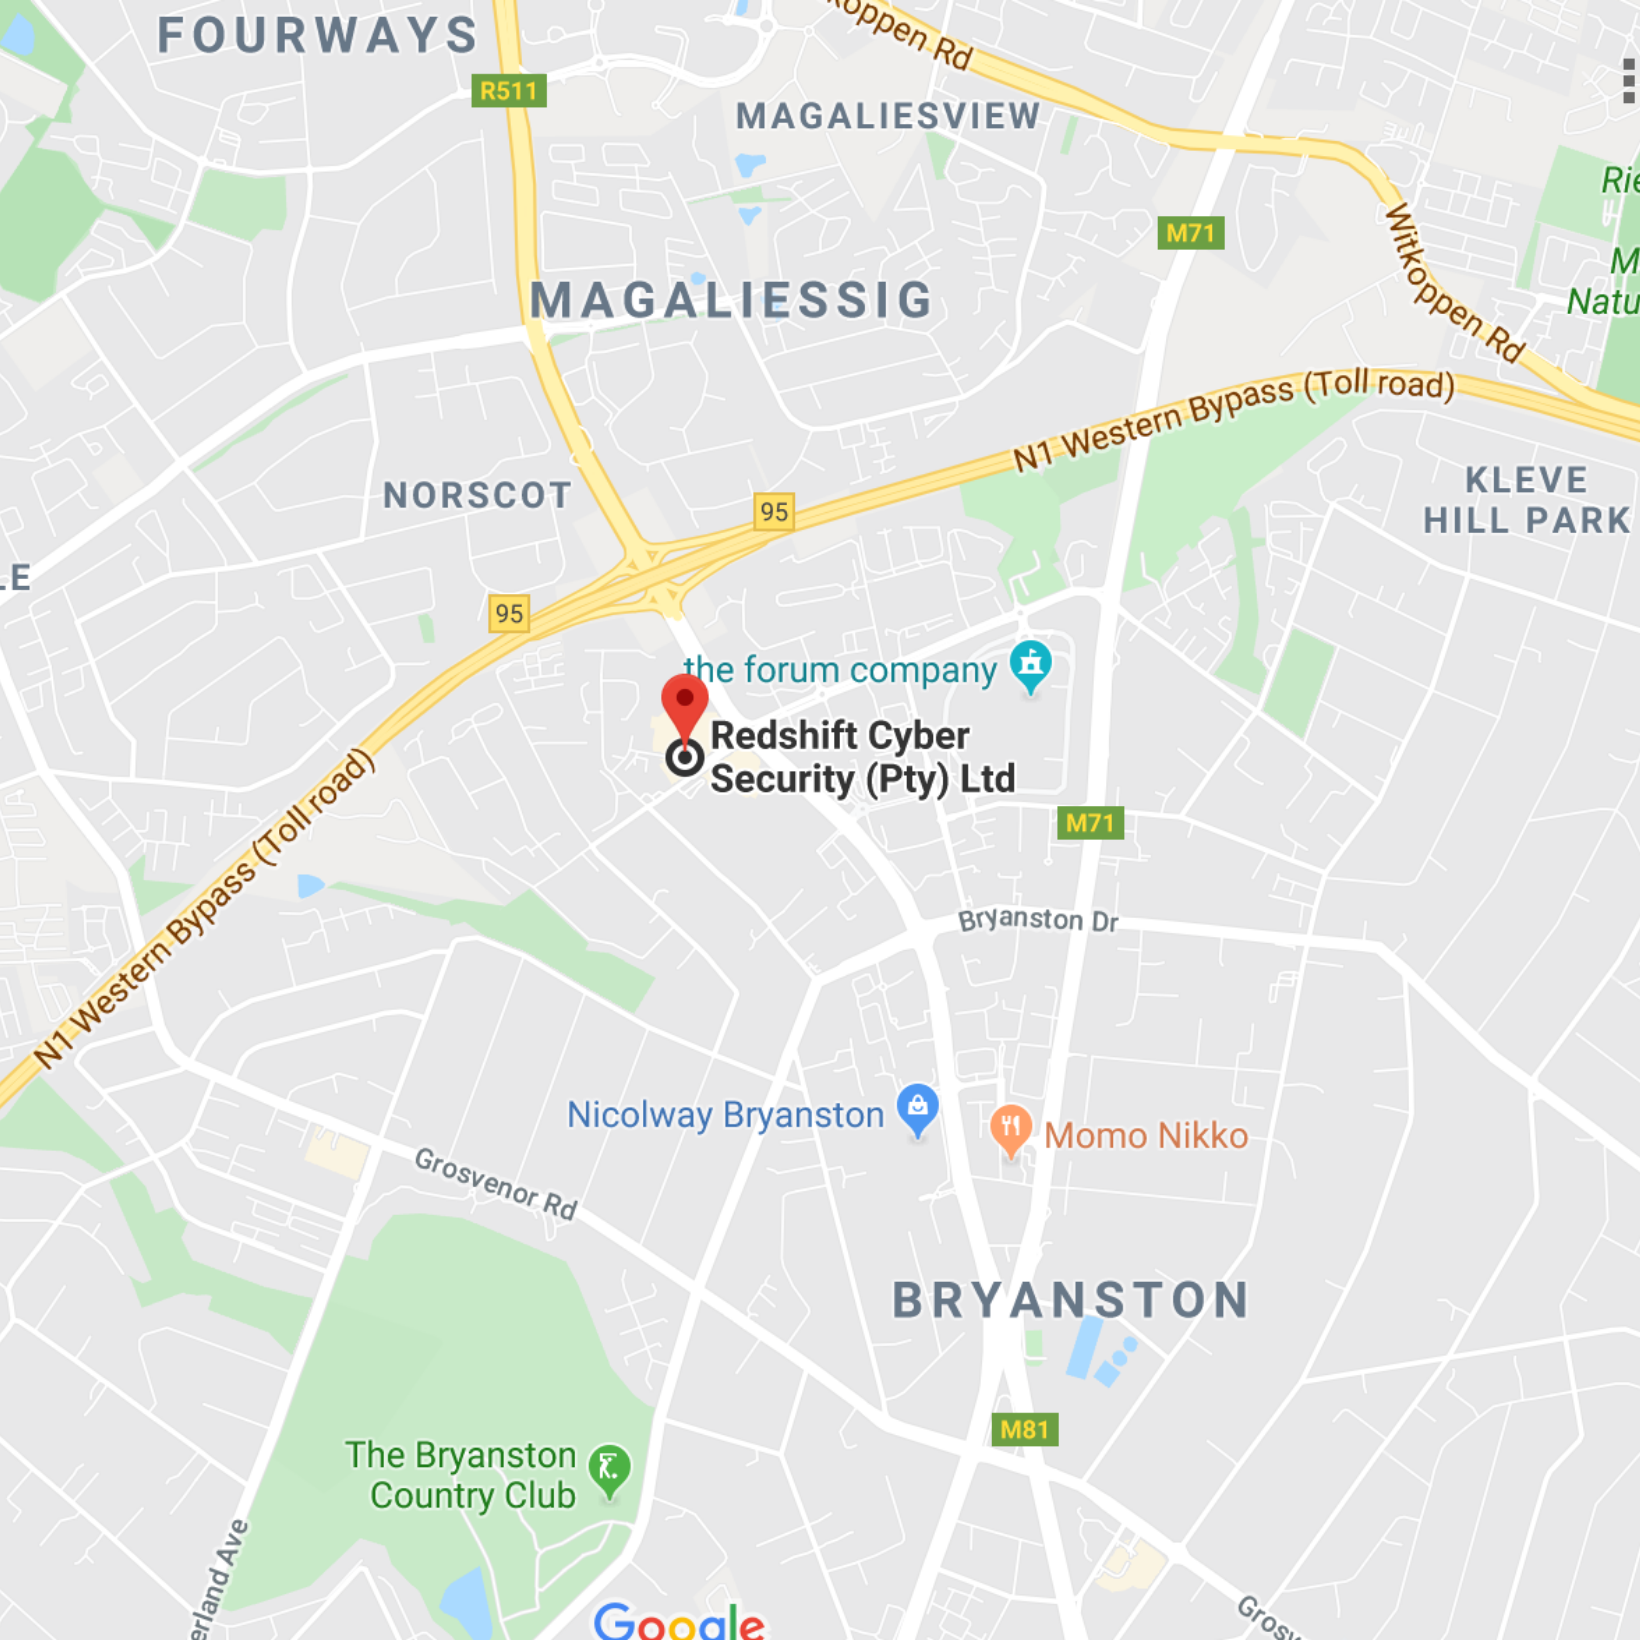 FOURWAYS
koppen Rd
R511
MAGALIESVIEW
M71
Rie
M
Natu
Witkoppen Rd
MAGALIESSIG
N1 Western Bypass (Toll road)
NORSCOT
95
KLEVE
HILL PARK
LE
95
the forum company
Redshift Cyber
Security (Pty) Ltd
M71
N1 Western Bypass (Toll road)
Bryanston Dr
Nicolway Bryanston
Momo Nikko
Grosvenor Rd
BRYANSTON
M81
The Bryanston
Country Club
erland Ave
Grosv
Google